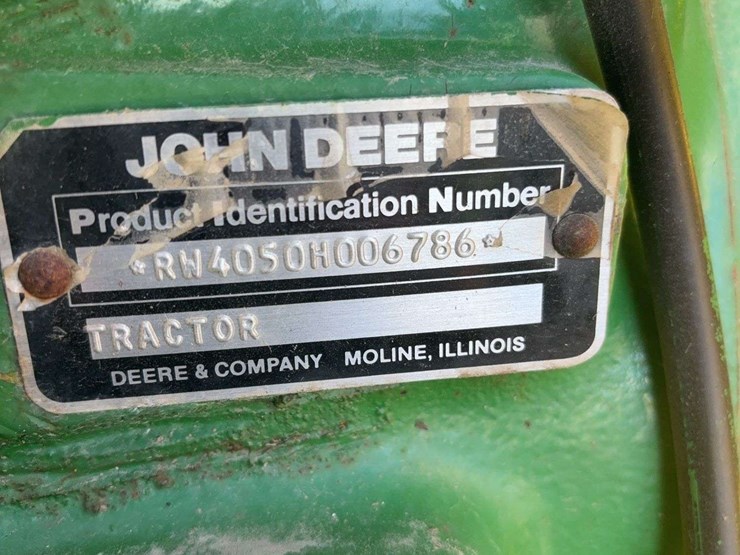 JOHN DEERE
Product Identification Number
*RW4050H006786*
TRACTOR
DEERE & COMPANY MOLINE, ILLINOIS